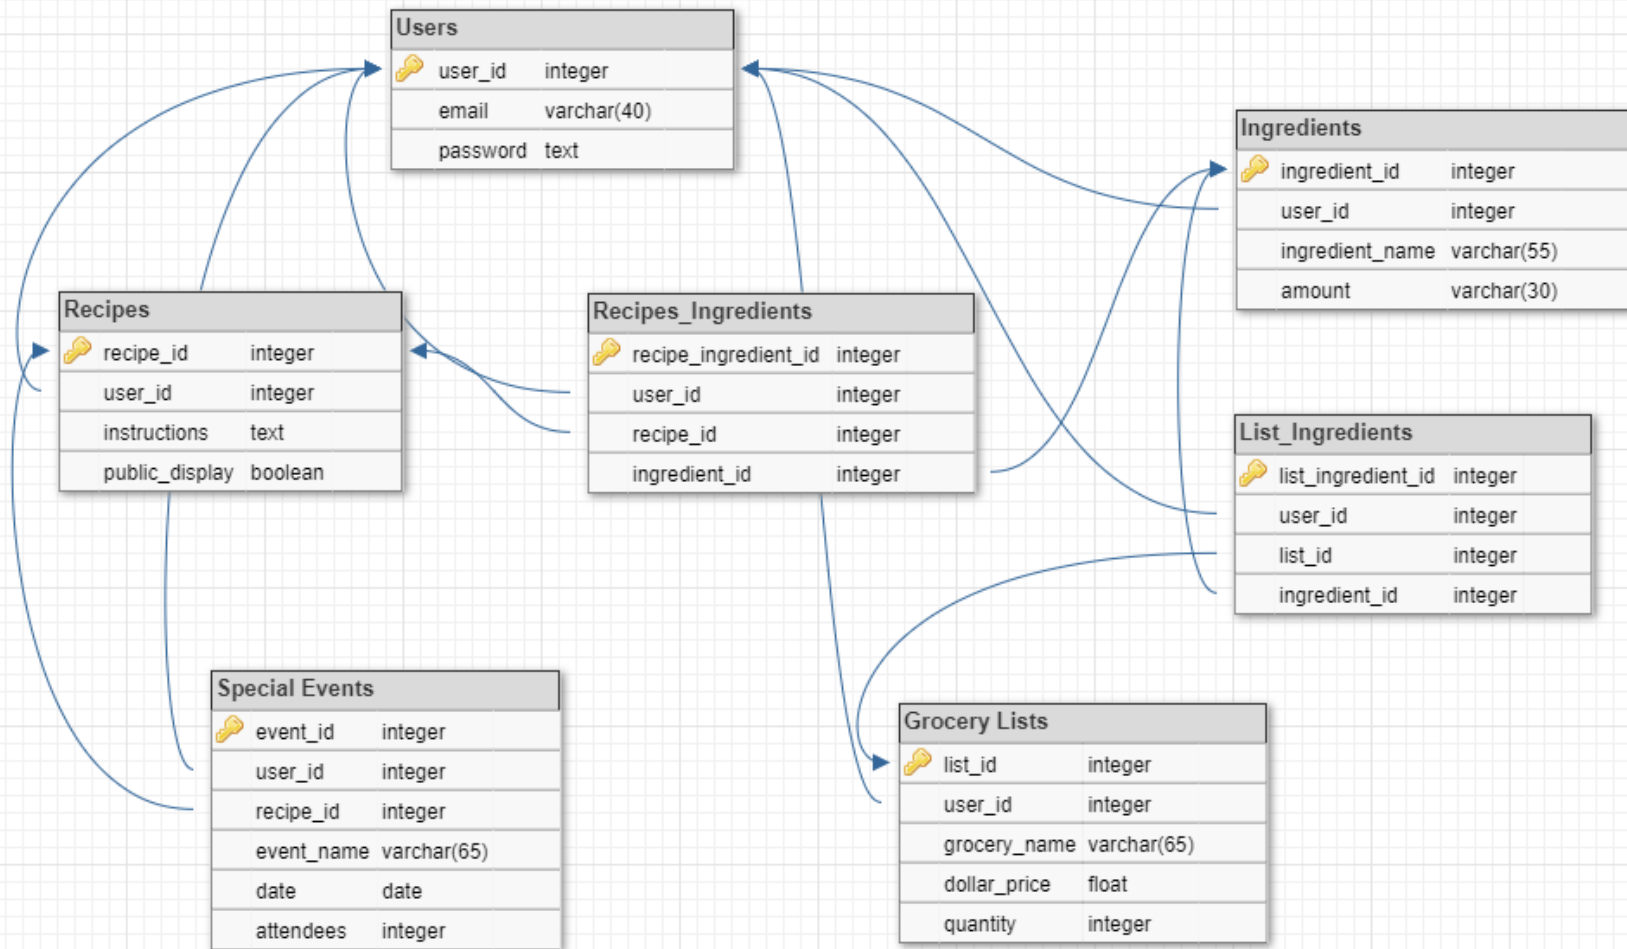 Users
user_id integer
email varchar(40)
password text
Ingredients
ingredient_id integer
user_id integer
ingredient_name varchar(55)
amount varchar(30)
Recipes
recipe_id integer
user_id integer
instructions text
public_display boolean
Recipes_Ingredients
recipe_ingredient_id integer
user_id integer
recipe_id integer
ingredient_id integer
List_Ingredients
list_ingredient_id integer
user_id integer
list_id integer
ingredient_id integer
Special Events
event_id integer
user_id integer
recipe_id integer
event_name varchar(65)
date date
attendees integer
Grocery Lists
list_id integer
user_id integer
grocery_name varchar(65)
dollar_price float
quantity integer